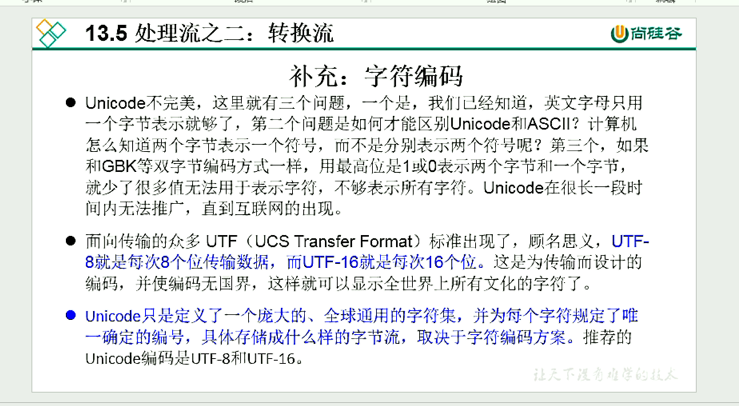 13.5 处理流之二：转换流
尚硅谷
补充：字符编码
Unicode不完美，这里就有三个问题，一个是，我们已经知道，英文字母只用
一个字节表示就够了，第二个问题是如何才能区别Unicode和ASCII？计算机
怎么知道两个字节表示一个符号，而不是分别表示两个符号呢？第三个，如果
和GBK等双字节编码方式一样，用最高位是1或0表示两个字节和一个字节，
就少了很多值无法用于表示字符，不够表示所有字符。Unicode在很长一段时
间内无法推广，直到互联网的出现。
而向传输的众多 UTF（UCS Transfer Format）标准出现了，顾名思义，UTF-
8就是每次8个位传输数据，而UTF-16就是每次16个位。这是为传输而设计的
编码，并使编码无国界，这样就可以显示全世界上所有文化的字符了。
Unicode只是定义了一个庞大的、全球通用的字符集，并为每个字符规定了唯
一确定的编号，具体存储成什么样的字节流，取决于字符编码方案。推荐的
Unicode编码是UTF-8和UTF-16。
让天下没有难学的技术